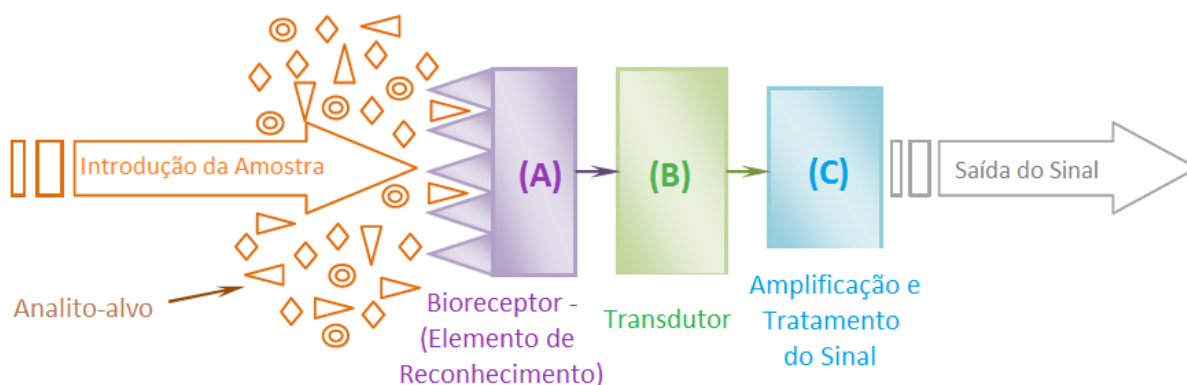 Introdução da Amostra
(A)
(B)
(C)
Saída do Sinal
Analito-alvo
Bioreceptor -
(Elemento de
Reconhecimento)
Transdutor
Amplificação e
Tratamento
do Sinal